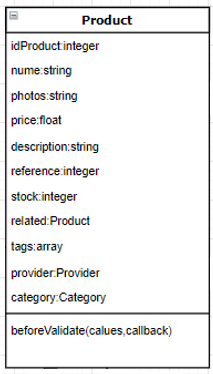 Product
idProduct:integer
nume:string
photos:string
price:float
description:string
reference:integer
stock:integer
related:Product
tags:array
provider:Provider
category:Category
beforeValidate(calues,callback)